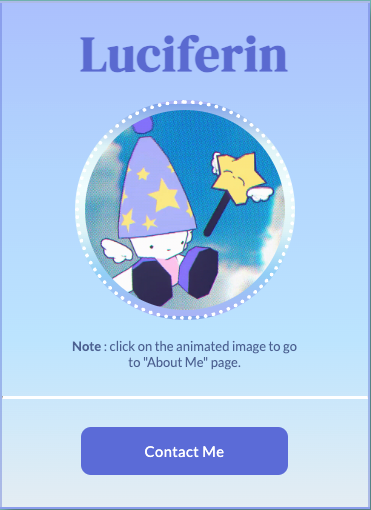 Luciferin
Note : click on the animated image to go
to "About Me" page.
Contact Me